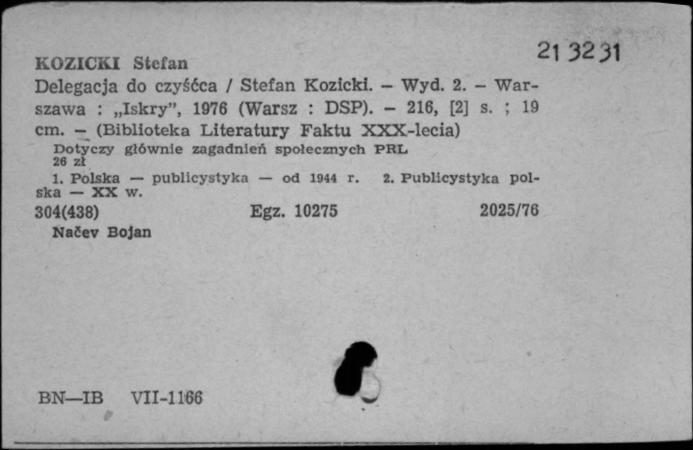 21 32 31
KOZICKI Stefan
Delegacja do czyśćca / Stefan Kozicki. — Wyd. 2. — War-
szawa : „Iskry”, 1976 (Warsz : DSP). — 216, [2] s. ; 19
cm. — (Biblioteka Literatury Faktu XXX-lecia)
Dotyczy głównie zagadnień społecznych PRL
26 zł
1. Polska — publicystyka — od 1944 r. 2. Publicystyka pol-
ska — XX w.
304(438) Egz. 10275 2025/76
Načev Bojan
BN—IB VII-1166